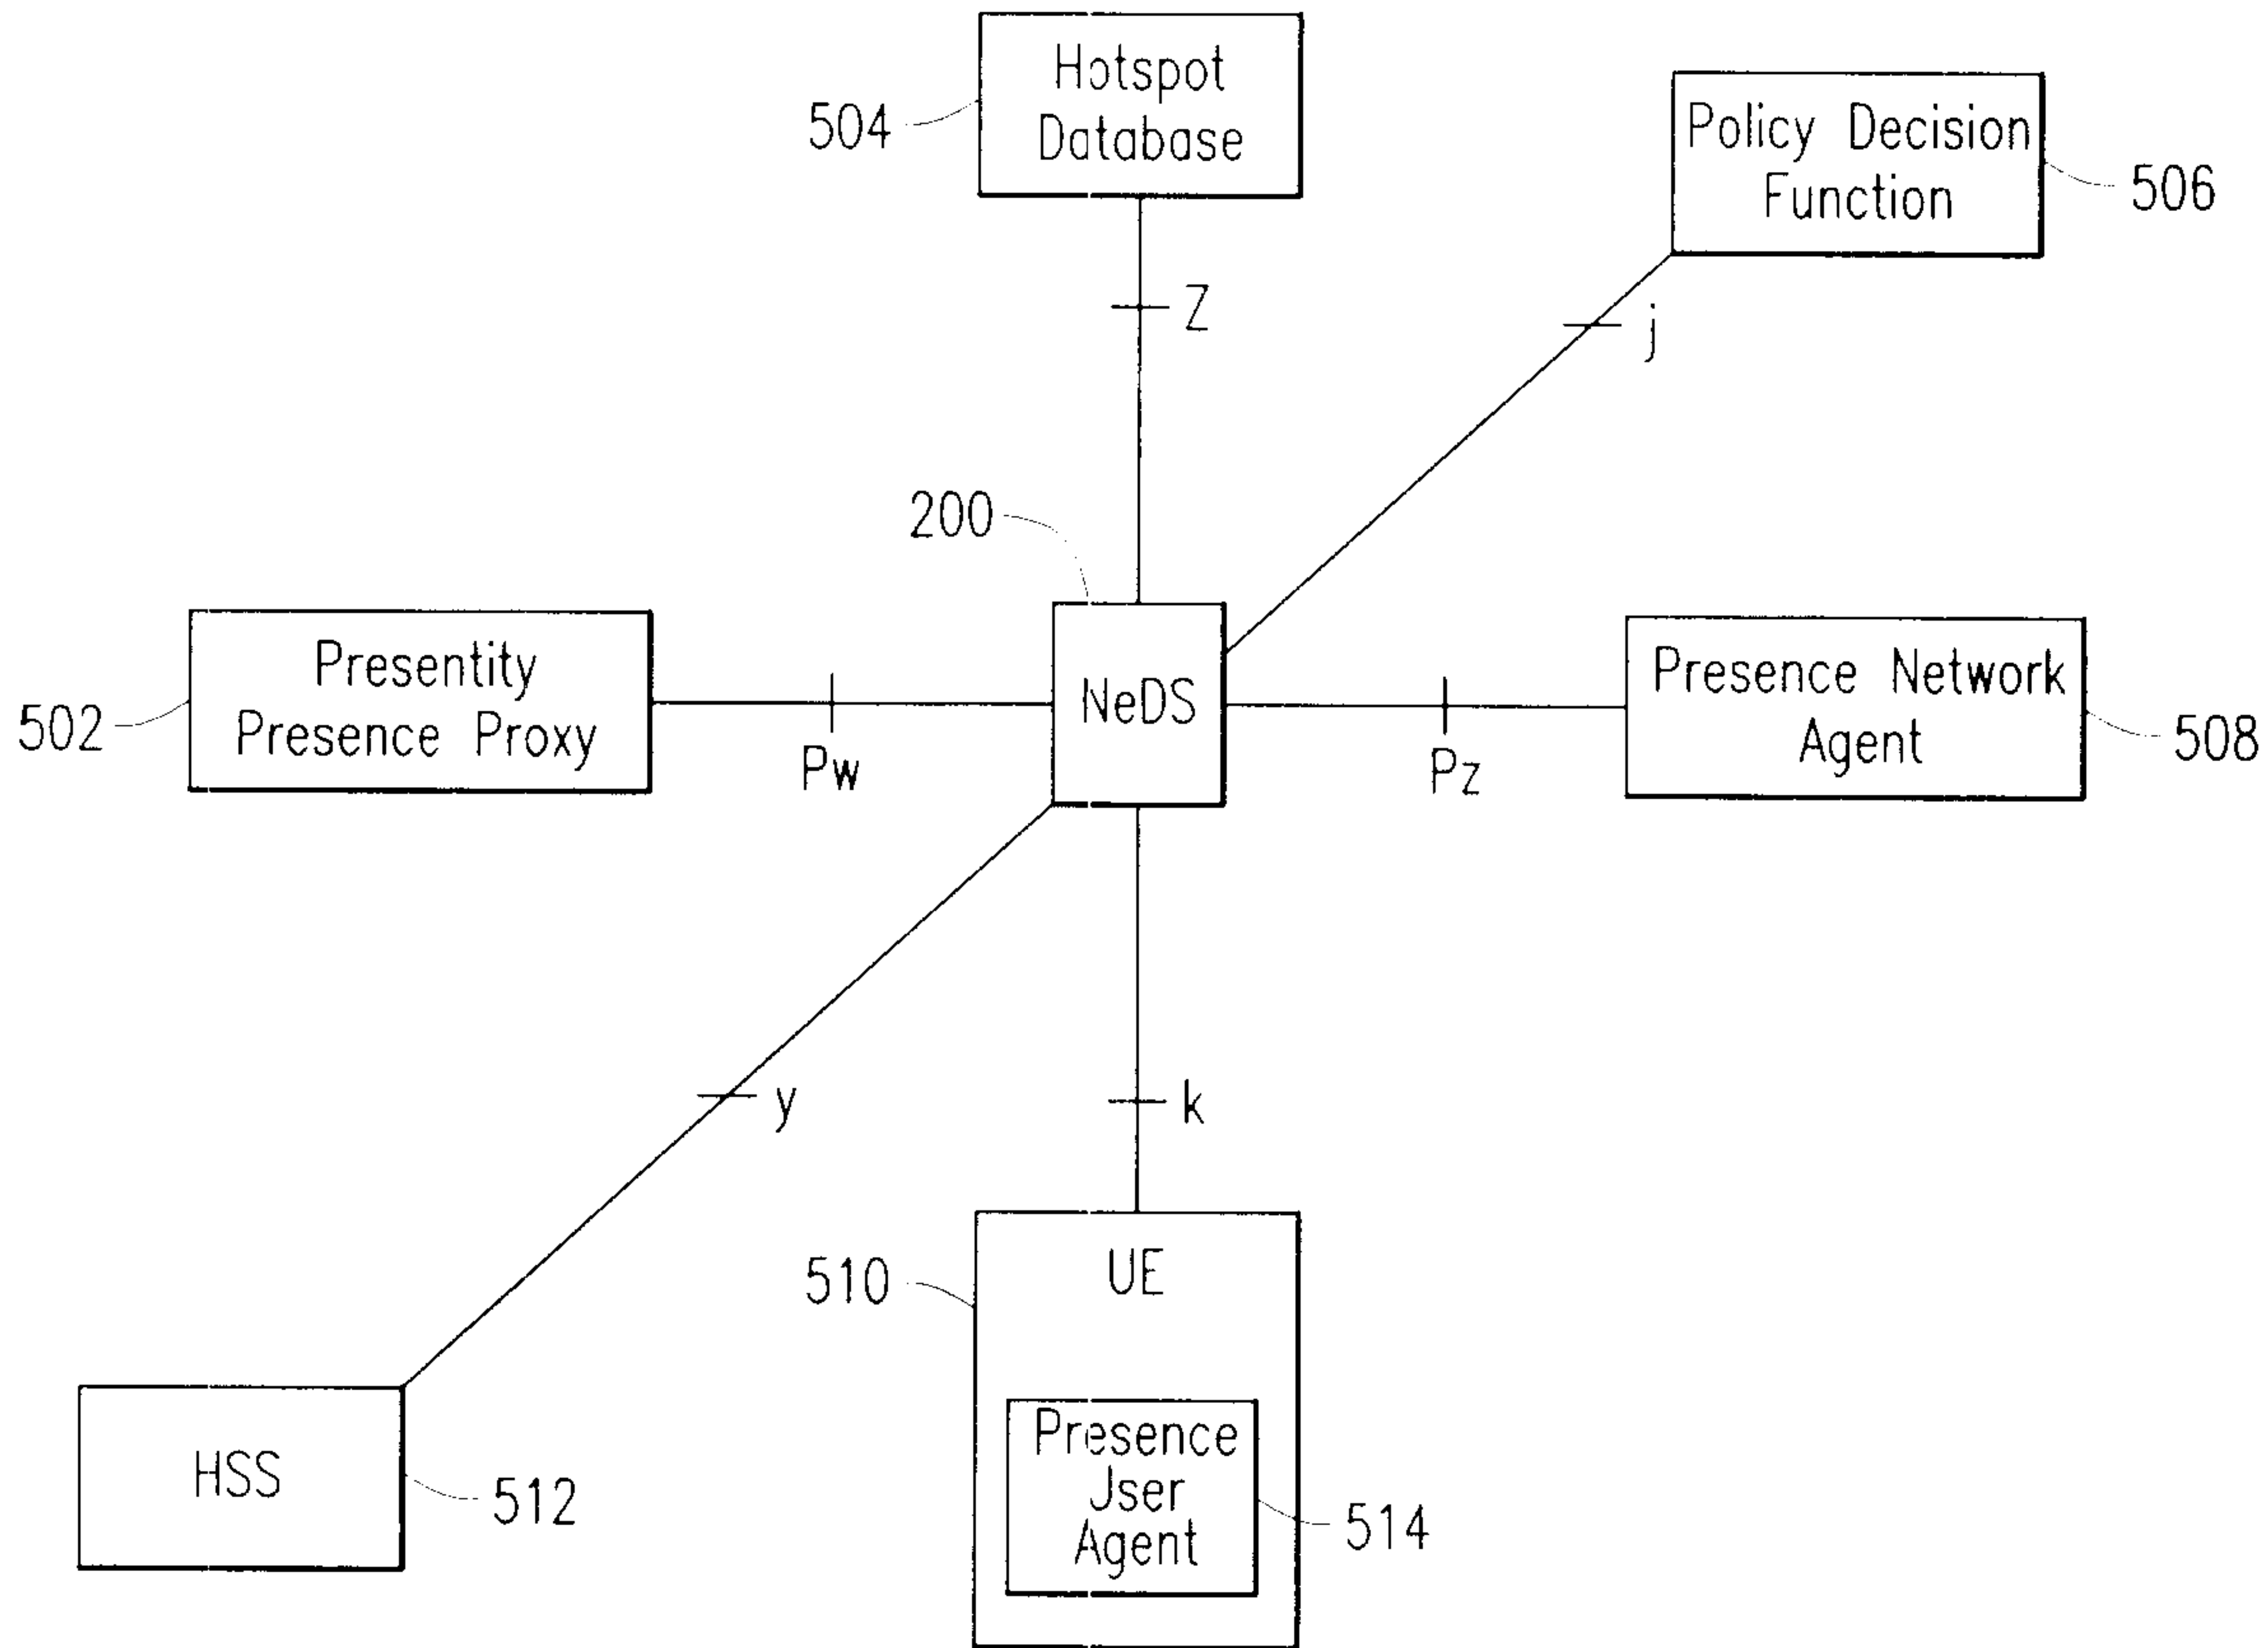 Hotspot
Database
504
Policy Decision
Function
506
Z
j
200
NeDS
Presentity
Presence Proxy
502
Pw
Presence Network
Agent
508
Pz
y
k
510
UE
Presence
Jser
Agent
514
HSS
512